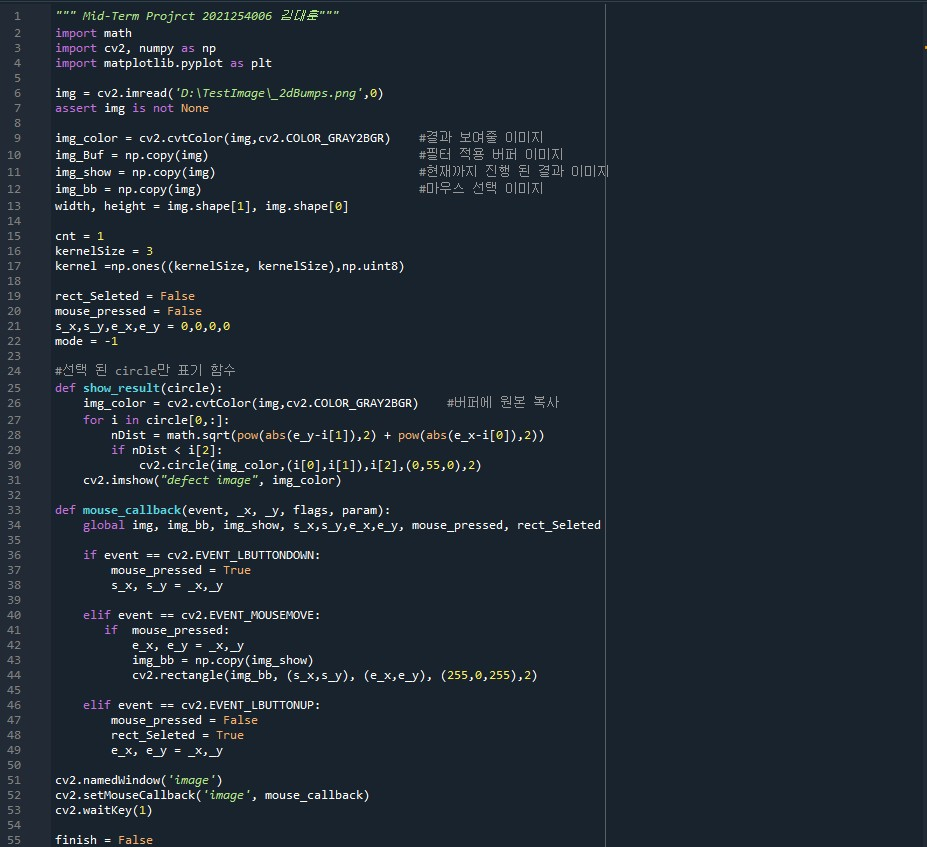 1 """ Mid-Term Projrct 2021254006 김대훈"""
2 import math
3 import cv2, numpy as np
4 import matplotlib.pyplot as plt
5
6 img = cv2.imread('D:\TestImage\_2dBumps.png',0)
7 assert img is not None
8
9 img_color = cv2.cvtColor(img,cv2.COLOR_GRAY2BGR)    #결과 보여줄 이미지
10 img_Buf = np.copy(img)                              #필터 적용 버퍼 이미지
11 img_show = np.copy(img)                             #현재까지 진행 된 결과 이미지
12 img_bb = np.copy(img)                               #마우스 선택 이미지
13 width, height = img.shape[1], img.shape[0]
14
15 cnt = 1
16 kernelSize = 3
17 kernel =np.ones((kernelSize, kernelSize),np.uint8)
18
19 rect_Seleted = False
20 mouse_pressed = False
21 s_x,s_y,e_x,e_y = 0,0,0,0
22 mode = -1
23
24 #선택 된 circle만 표기 함수
25 def show_result(circle):
26     img_color = cv2.cvtColor(img,cv2.COLOR_GRAY2BGR)    #버퍼에 원본 복사
27     for i in circle[0,:]:
28         nDist = math.sqrt(pow(abs(e_y-i[1]),2) + pow(abs(e_x-i[0]),2))
29         if nDist < i[2]:
30             cv2.circle(img_color,(i[0],i[1]),i[2],(0,55,0),2)
31     cv2.imshow("defect image", img_color)
32
33 def mouse_callback(event, _x, _y, flags, param):
34     global img, img_bb, img_show, s_x,s_y,e_x,e_y, mouse_pressed, rect_Seleted
35
36     if event == cv2.EVENT_LBUTTONDOWN:
37         mouse_pressed = True
38         s_x, s_y = _x,_y
39
40     elif event == cv2.EVENT_MOUSEMOVE:
41        if  mouse_pressed:
42            e_x, e_y = _x,_y
43            img_bb = np.copy(img_show)
44            cv2.rectangle(img_bb, (s_x,s_y), (e_x,e_y), (255,0,255),2)
45
46     elif event == cv2.EVENT_LBUTTONUP:
47         mouse_pressed = False
48         rect_Seleted = True
49         e_x, e_y = _x,_y
50
51 cv2.namedWindow('image')
52 cv2.setMouseCallback('image', mouse_callback)
53 cv2.waitKey(1)
54
55 finish = False